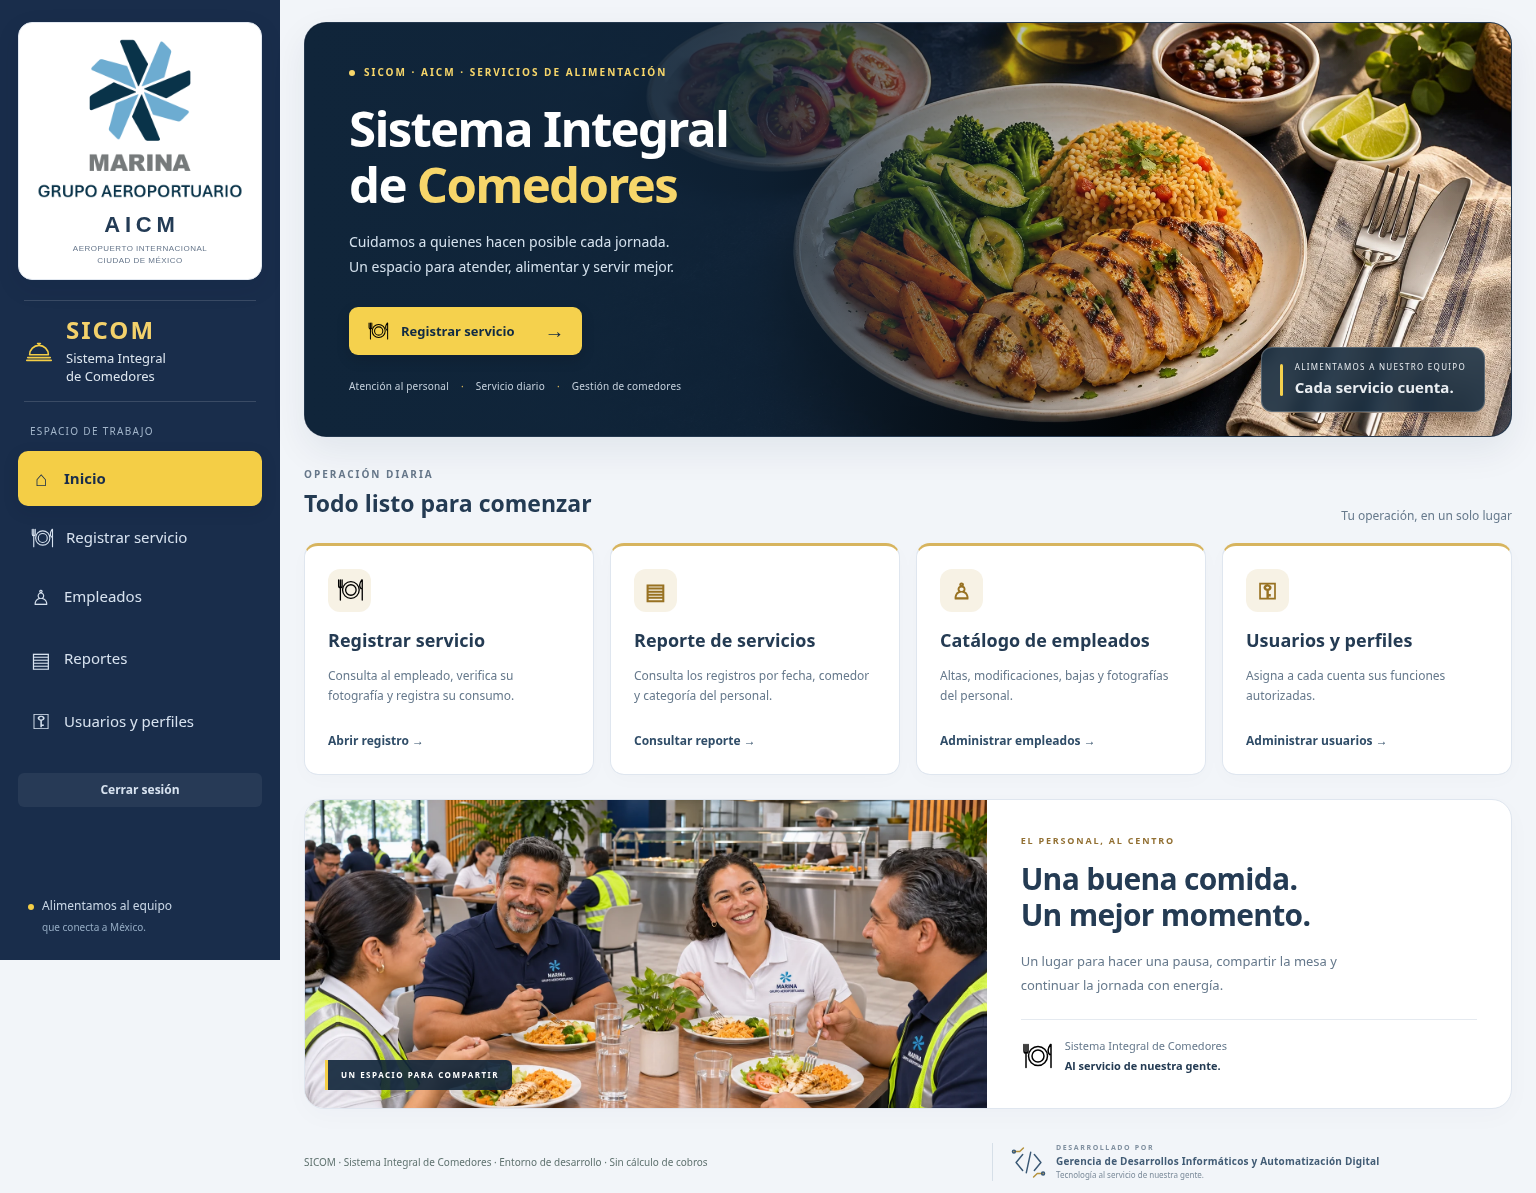 MARINA
GRUPO AEROPORTUARIO
AICM
AEROPUERTO INTERNACIONAL
CIUDAD DE MÉXICO
SICOM
Sistema Integral
de Comedores
ESPACIO DE TRABAJO
Inicio
Registrar servicio
Empleados
Reportes
Usuarios y perfiles
Cerrar sesión
Alimentamos al equipo
que conecta a México.
SICOM · AICM · SERVICIOS DE ALIMENTACIÓN
Sistema Integral
de Comedores
Cuidamos a quienes hacen posible cada jornada.
Un espacio para atender, alimentar y servir mejor.
Registrar servicio →
Atención al personal · Servicio diario · Gestión de comedores
ALIMENTAMOS A NUESTRO EQUIPO
Cada servicio cuenta.
OPERACIÓN DIARIA
Todo listo para comenzar
Tu operación, en un solo lugar
Registrar servicio
Consulta al empleado, verifica su
fotografía y registra su consumo.
Abrir registro →
Reporte de servicios
Consulta los registros por fecha, comedor
y categoría del personal.
Consultar reporte →
Catálogo de empleados
Altas, modificaciones, bajas y fotografías
del personal.
Administrar empleados →
Usuarios y perfiles
Asigna a cada cuenta sus funciones
autorizadas.
Administrar usuarios →
MARINA
GRUPO AEROPORTUARIO
MARINA
GRUPO AEROPORTUARIO
MARINA
UN ESPACIO PARA COMPARTIR
EL PERSONAL, AL CENTRO
Una buena comida.
Un mejor momento.
Un lugar para hacer una pausa, compartir la mesa y
continuar la jornada con energía.
Sistema Integral de Comedores
Al servicio de nuestra gente.
SICOM · Sistema Integral de Comedores · Entorno de desarrollo · Sin cálculo de cobros
DESARROLLADO POR
Gerencia de Desarrollos Informáticos y Automatización Digital
Tecnología al servicio de nuestra gente.